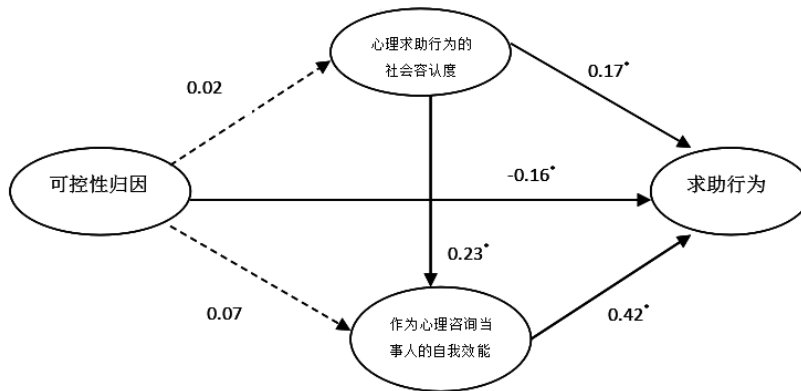 心理求助行为的
社会容认度
0.17*
0.02
可控性归因
-0.16*
求助行为
0.23*
0.07
作为心理咨询当
事人的自我效能
0.42*